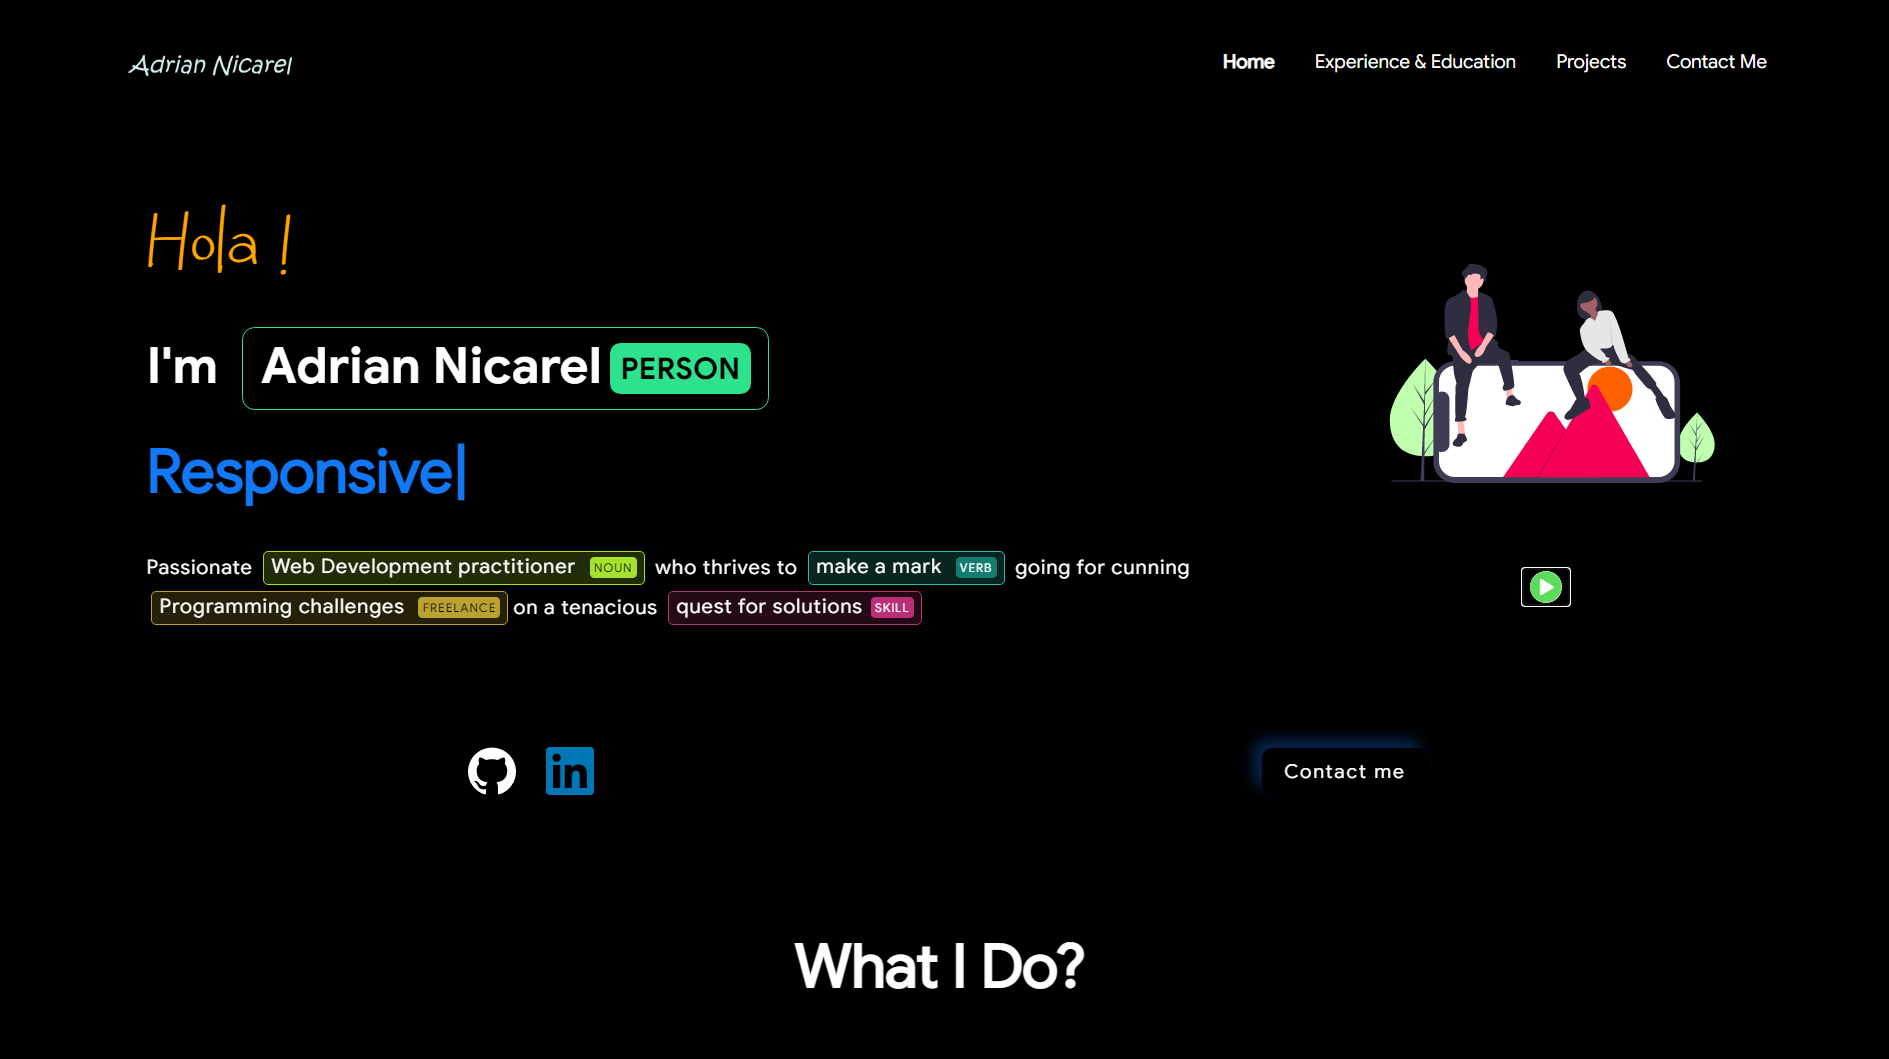 Adrian Nicarel
Home Experience & Education Projects Contact Me
Hola !
I'm Adrian Nicarel PERSON
Responsive
Passionate Web Development practitioner NOUN who thrives to make a mark VERB going for cunning
Programming challenges FREELANCE on a tenacious quest for solutions SKILL
in
Contact me
What I Do?